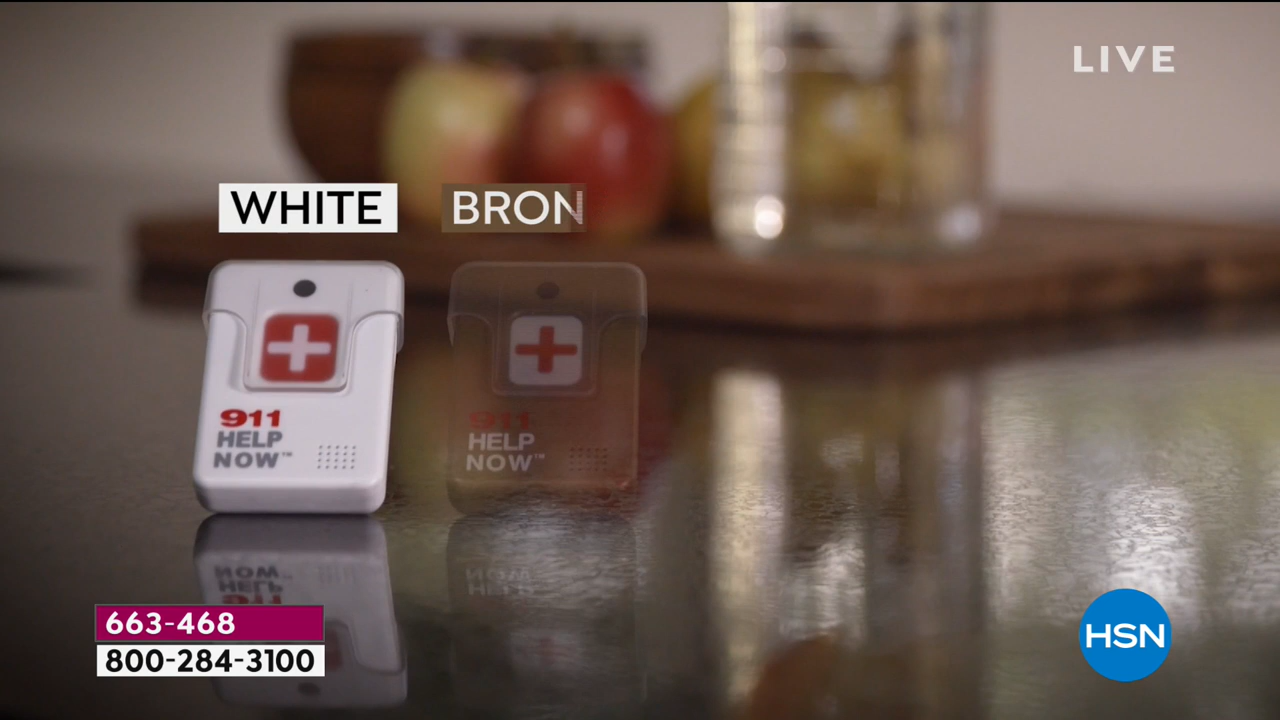 LIVE
WHITE
BRON
911
HELP
NOW™
911
HELP
NOW™
663-468
800-284-3100
HSN